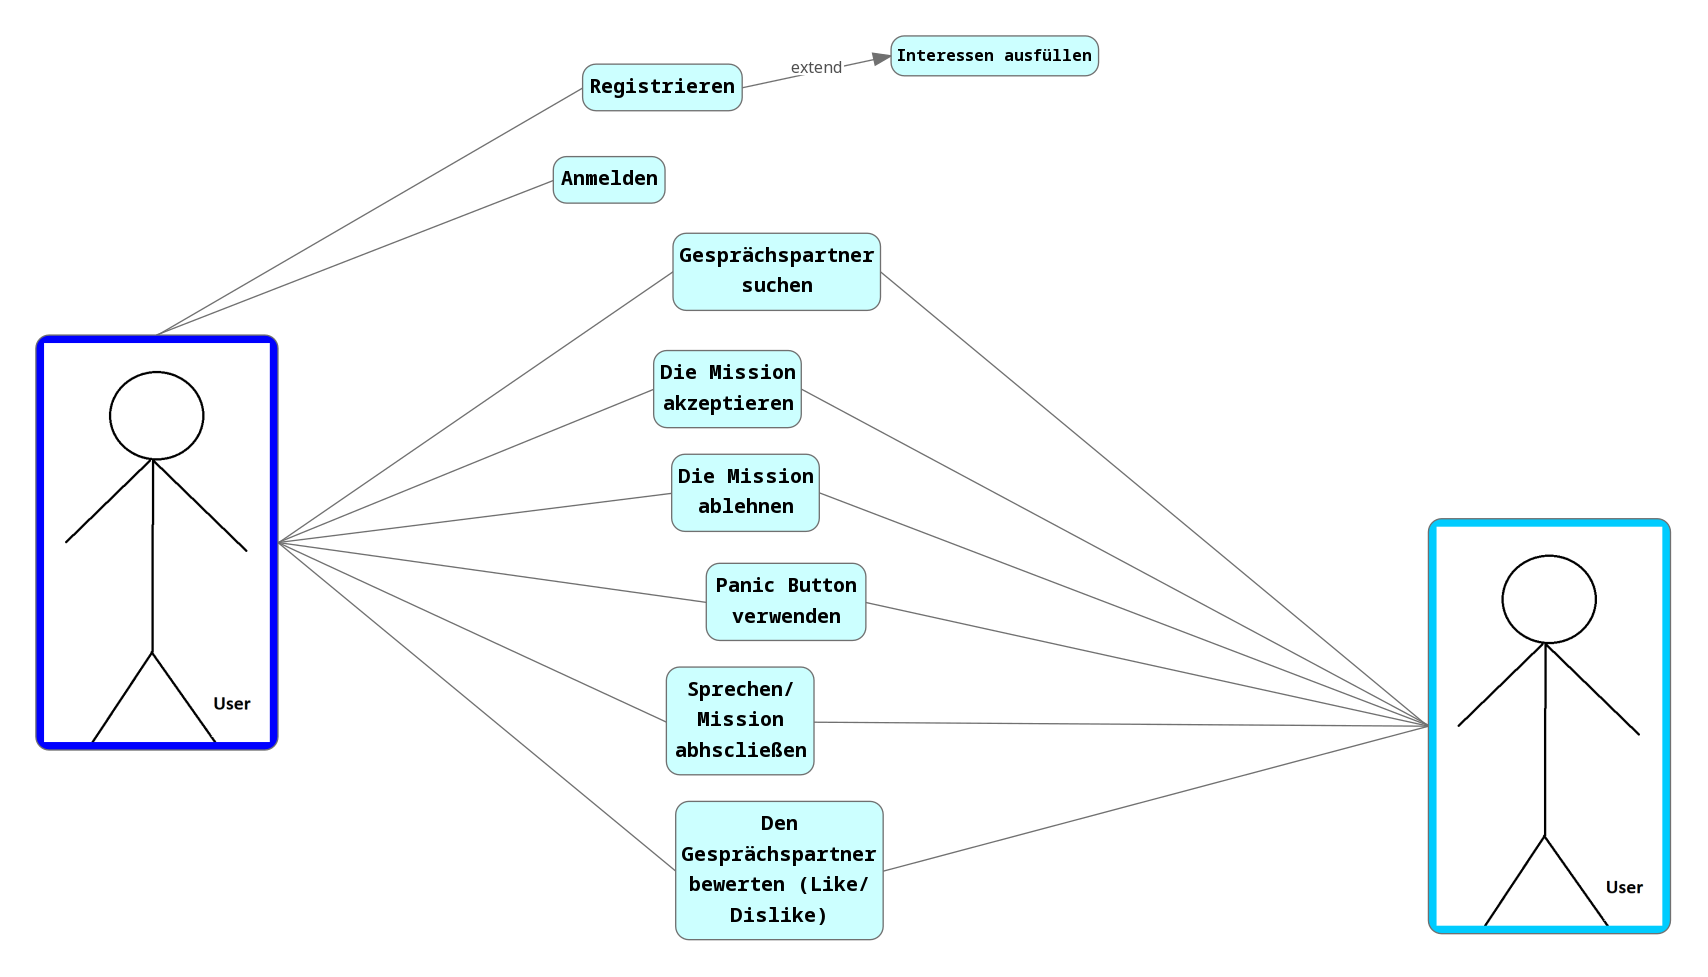 Interessen ausfüllen
extend
Registrieren
Anmelden
Gesprächspartner
suchen
Die Mission
akzeptieren
Die Mission
ablehnen
Panic Button
verwenden
Sprechen/
Mission
abhscließen
User
Den
Gesprächspartner
bewerten (Like/
Dislike)
User